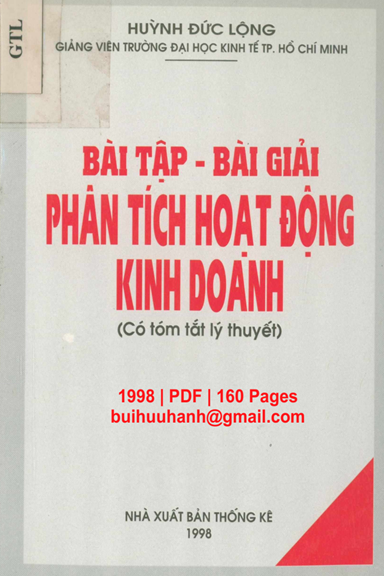 GTL
HUỲNH ĐỨC LỘNG
GIẢNG VIÊN TRƯỜNG ĐẠI HỌC KINH TẾ TP. HỒ CHÍ MINH
BÀI TẬP - BÀI GIẢI
PHÂN TÍCH HOẠT ĐỘNG
KINH DOANH
(Có tóm tắt lý thuyết)
1998 | PDF | 160 Pages
buihuuhanh@gmail.com
NHÀ XUẤT BẢN THỐNG KÊ
1998